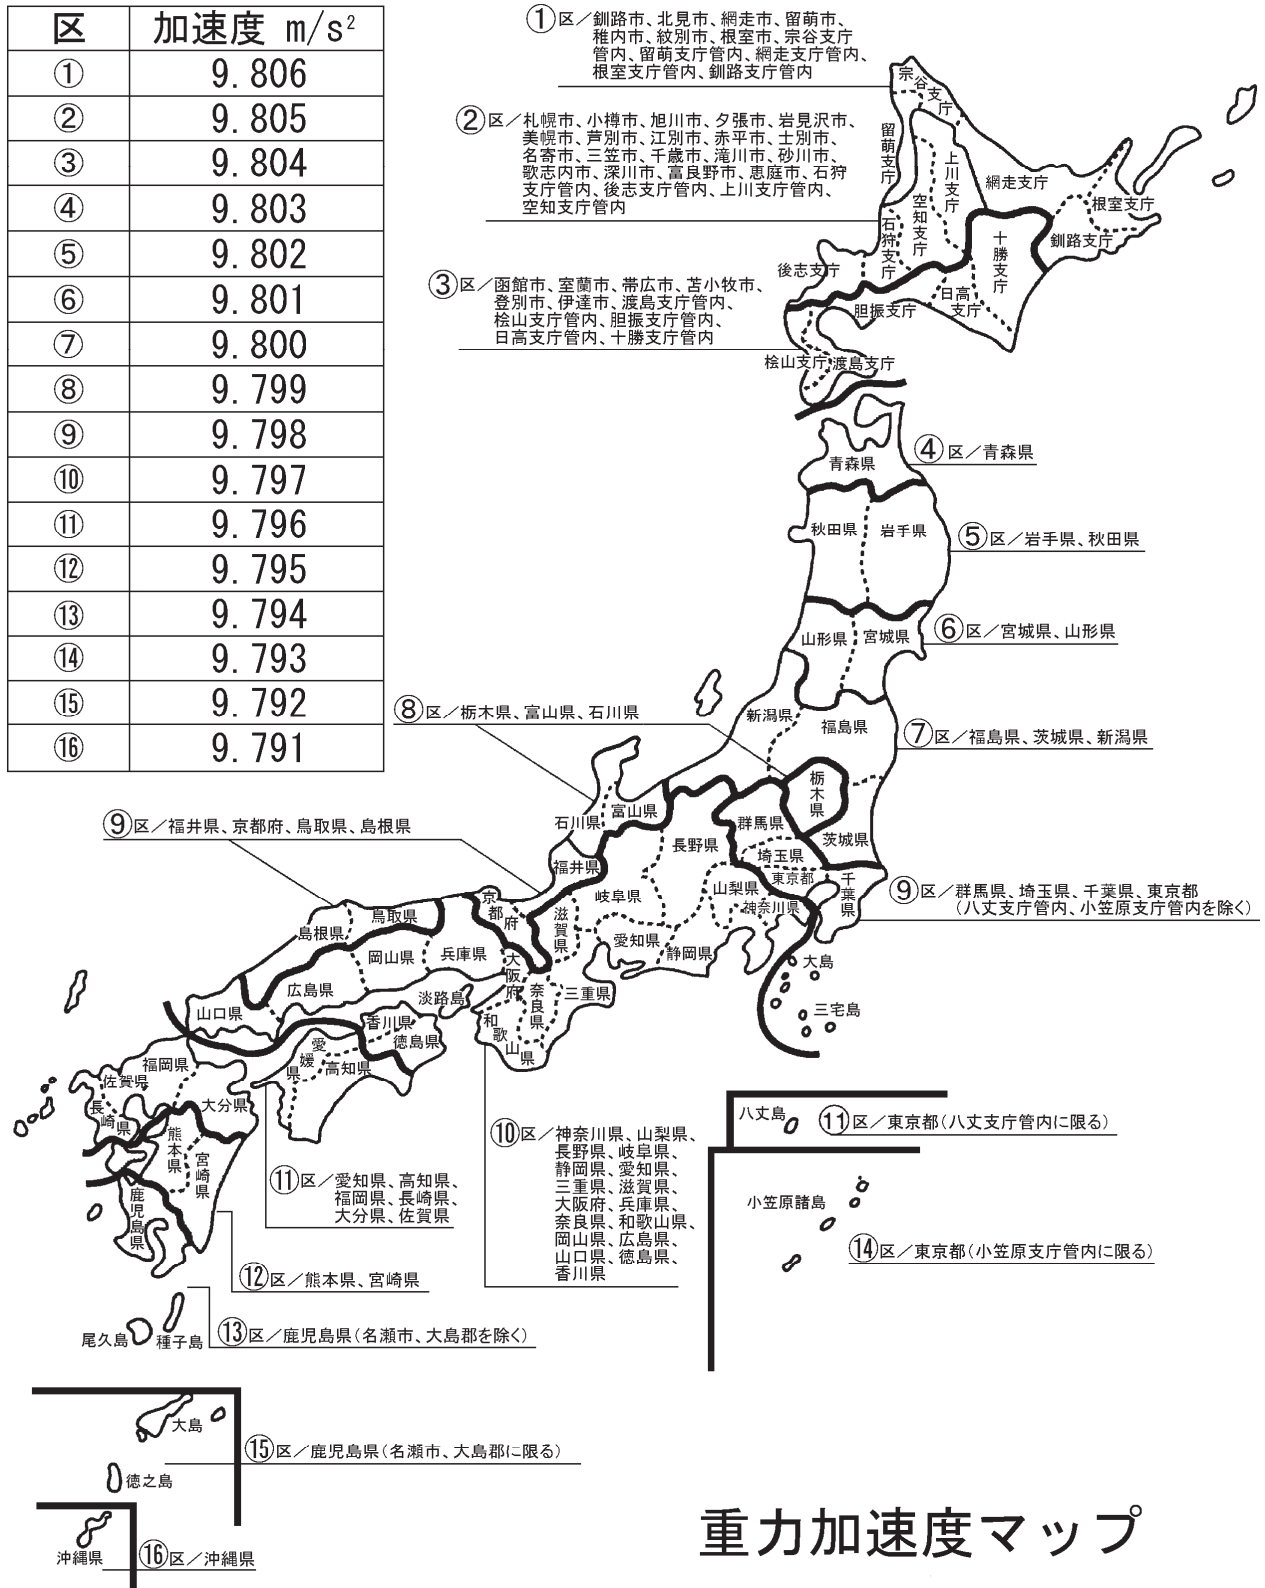 区 加速度 m/s²
① 9.806
② 9.805
③ 9.804
④ 9.803
⑤ 9.802
⑥ 9.801
⑦ 9.800
⑧ 9.799
⑨ 9.798
⑩ 9.797
⑪ 9.796
⑫ 9.795
⑬ 9.794
⑭ 9.793
⑮ 9.792
⑯ 9.791
①区／釧路市、北見市、網走市、留萌市、
稚内市、紋別市、根室市、宗谷支庁
管内、留萌支庁管内、網走支庁管内、
根室支庁管内、釧路支庁管内
②区／札幌市、小樽市、旭川市、夕張市、岩見沢市、
美幌市、芦別市、江別市、赤平市、士別市、
名寄市、三笠市、千歳市、滝川市、砂川市、
歌志内市、深川市、富良野市、恵庭市、石狩
支庁管内、後志支庁管内、上川支庁管内、
空知支庁管内
③区／函館市、室蘭市、帯広市、苫小牧市、
登別市、伊達市、渡島支庁管内、
桧山支庁管内、胆振支庁管内、
日高支庁管内、十勝支庁管内
宗谷支庁
留萌支庁
上川支庁
網走支庁
根室支庁
釧路支庁
空知支庁
石狩支庁
十勝支庁
後志支庁
日高支庁
胆振支庁
桧山支庁
渡島支庁
青森県
④区／青森県
秋田県
岩手県
⑤区／岩手県、秋田県
山形県
宮城県
⑥区／宮城県、山形県
新潟県
福島県
⑦区／福島県、茨城県、新潟県
⑧区／栃木県、富山県、石川県
栃木県
富山県
石川県
群馬県
茨城県
⑨区／福井県、京都府、鳥取県、島根県
長野県
埼玉県
福井県
東京都
山梨県
千葉県
岐阜県
神奈川県
⑨区／群馬県、埼玉県、千葉県、東京都
(八丈支庁管内、小笠原支庁管内を除く)
京都府
鳥取県
島根県
滋賀県
愛知県
静岡県
岡山県
兵庫県
大阪府
大島
広島県
淡路島
奈良県
三重県
三宅島
山口県
香川県
徳島県
和歌山県
愛媛県
高知県
福岡県
佐賀県
長崎県
大分県
熊本県
宮崎県
鹿児島県
八丈島
⑪区／東京都(八丈支庁管内に限る)
⑩区／神奈川県、山梨県、
長野県、岐阜県、
静岡県、愛知県、
三重県、滋賀県、
大阪府、兵庫県、
奈良県、和歌山県、
岡山県、広島県、
山口県、徳島県、
香川県
⑪区／愛知県、高知県、
福岡県、長崎県、
大分県、佐賀県
小笠原諸島
⑭区／東京都(小笠原支庁管内に限る)
⑫区／熊本県、宮崎県
尾久島
種子島
⑬区／鹿児島県(名瀬市、大島郡を除く)
大島
⑮区／鹿児島県(名瀬市、大島郡に限る)
徳之島
沖縄県
⑯区／沖縄県
重力加速度マップ